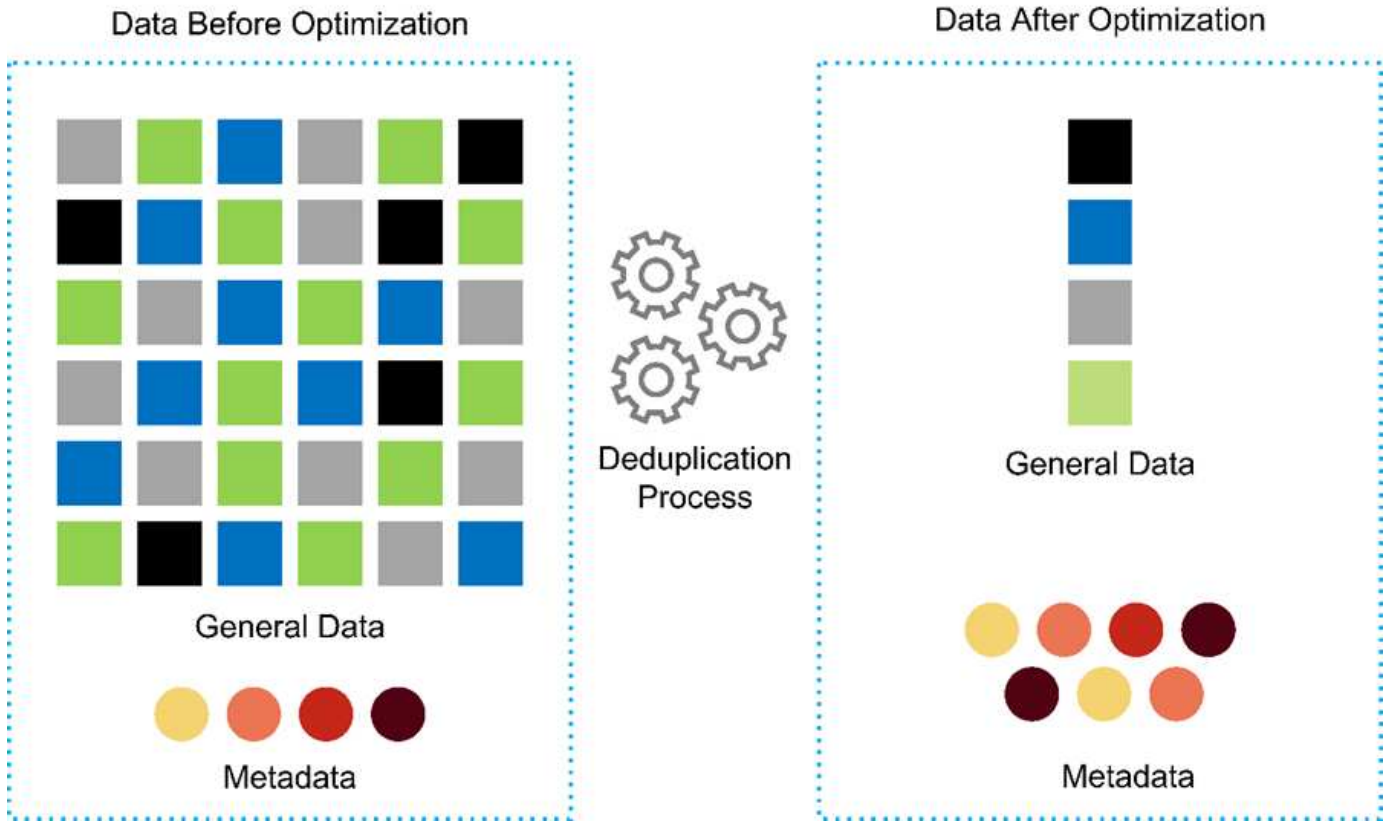 Data Before Optimization
General Data
Metadata
Deduplication
Process
Data After Optimization
General Data
Metadata